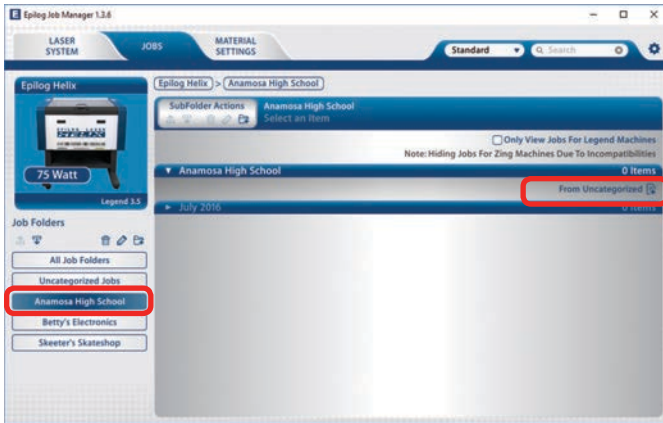 Epilog Job Manager 1.3.6
LASER SYSTEM
JOBS
MATERIAL SETTINGS
Standard
Search
Epilog Helix
EPILOG LASER
75 Watt
Legend 3.5
Job Folders
All Job Folders
Uncategorized Jobs
Anamosa High School
Betty's Electronics
Skeeter's Skateshop
Epilog Helix > Anamosa High School
SubFolder Actions
Anamosa High School
Select an Item
Only View Jobs For Legend Machines
Note: Hiding Jobs For Zing Machines Due To Incompatibilities
Anamosa High School 0 Items
From Uncategorized
July 2016 0 Items